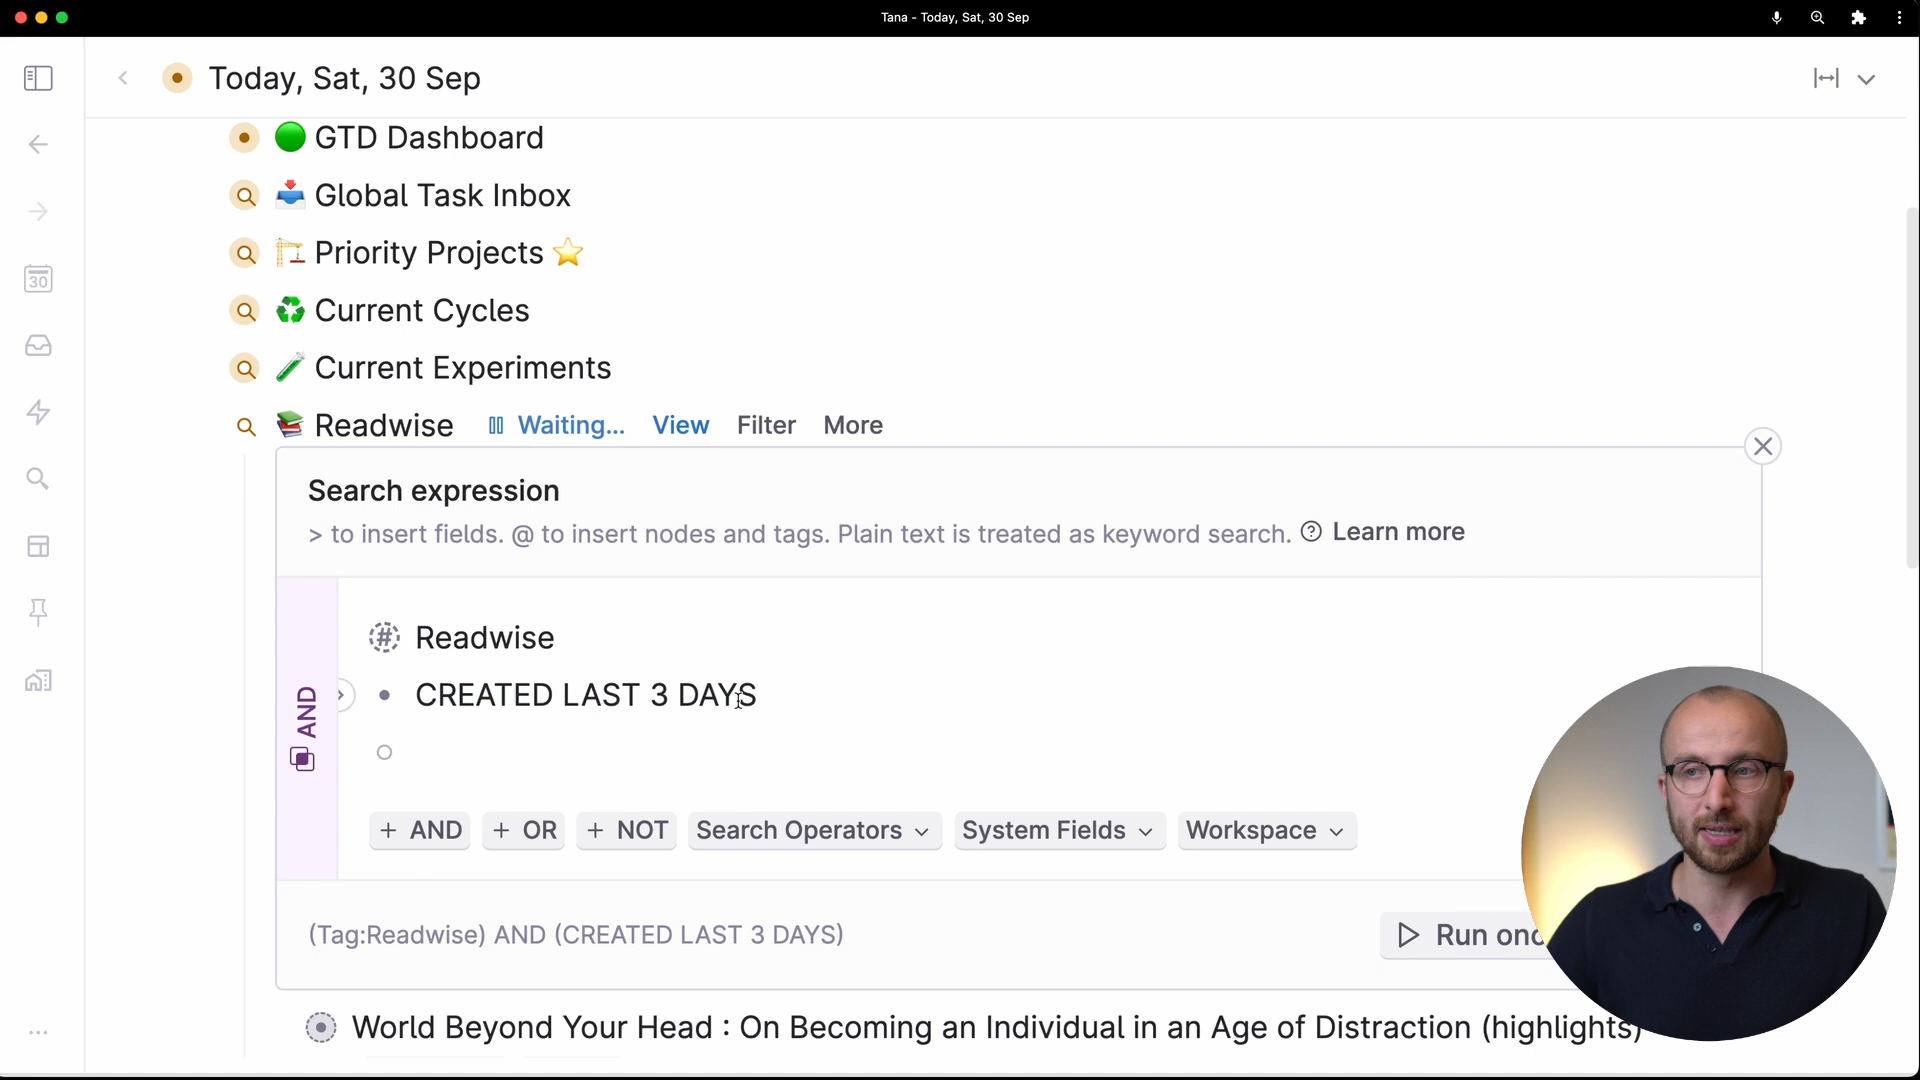 Tana - Today, Sat, 30 Sep
Today, Sat, 30 Sep
GTD Dashboard
Global Task Inbox
Priority Projects
30
Current Cycles
Current Experiments
Readwise Waiting... View Filter More
Search expression
> to insert fields. @ to insert nodes and tags. Plain text is treated as keyword search. ? Learn more
# Readwise
CREATED LAST 3 DAYS
AND
+ AND + OR + NOT Search Operators System Fields Workspace
(Tag:Readwise) AND (CREATED LAST 3 DAYS)
Run onc
World Beyond Your Head : On Becoming an Individual in an Age of Distraction (highlights)